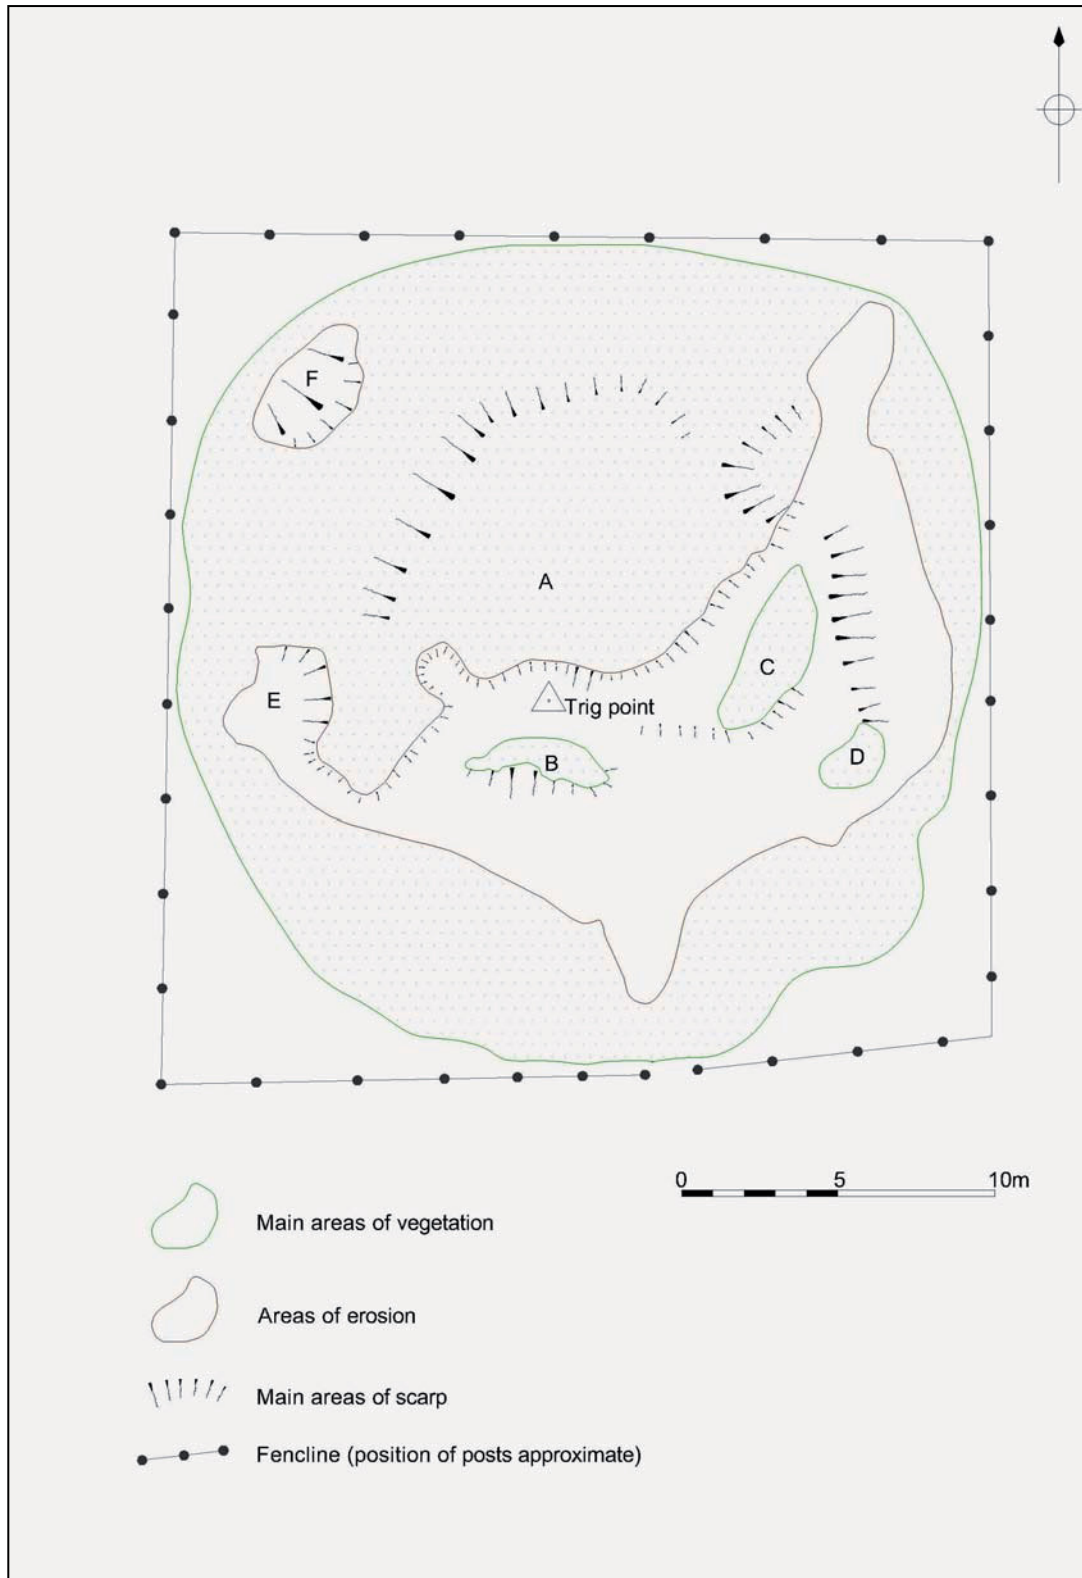 F
A
C
E
Trig point
B
D
0 5 10m
Main areas of vegetation
Areas of erosion
Main areas of scarp
Fencline (position of posts approximate)